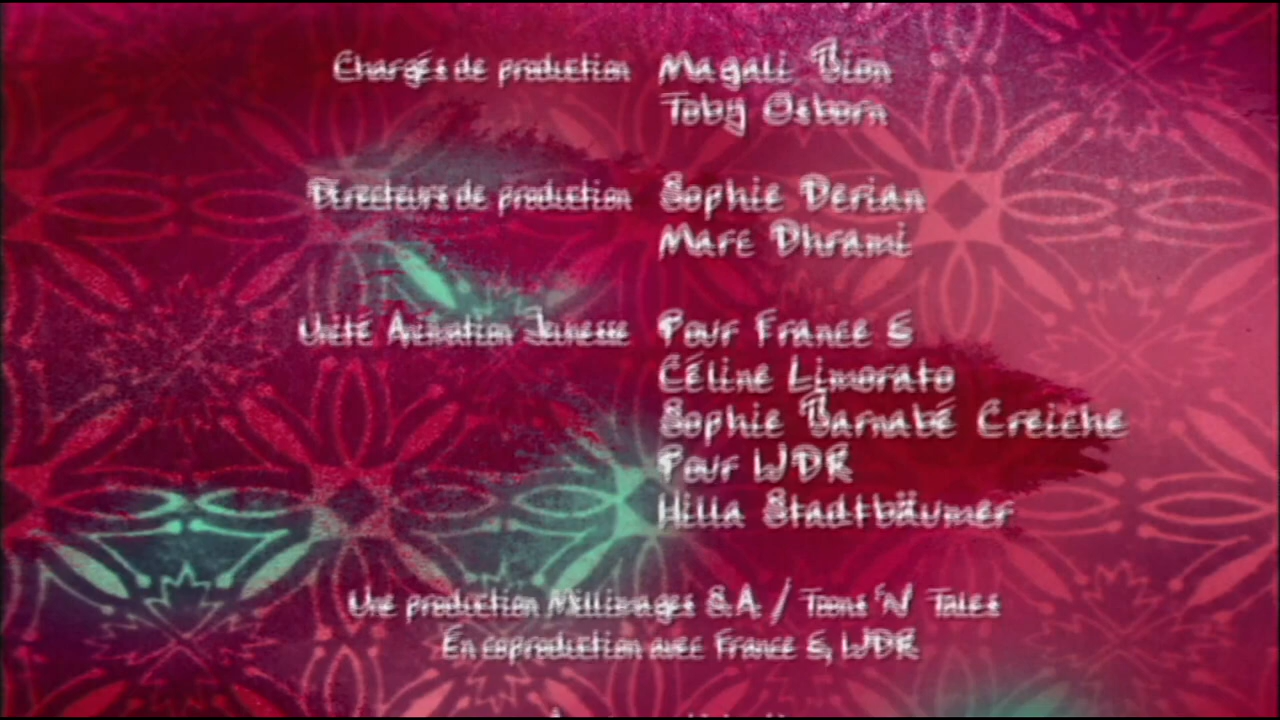 Chargés de production Magali Bion
Toby Osborn
Directeurs de production Sophie Derian
Marc Dhrami
Unité Animation Jeunesse Pour France 5
Céline Limorato
Sophie Barnabé Creiche
Pour WDR
Hilla Stadtbäumer
Une production Millimages S.A. / Toons 'N' Tales
En coproduction avec France 5, WDR